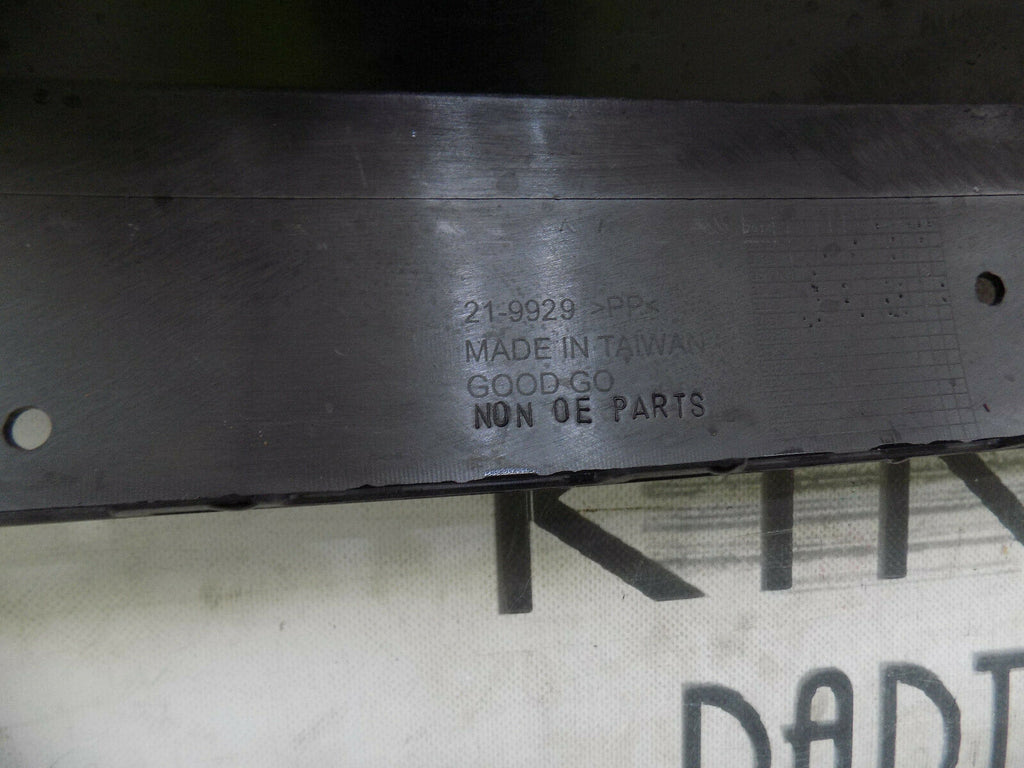 21-9929 >PP<
MADE IN TAIWAN
GOOD GO
NON OE PARTS